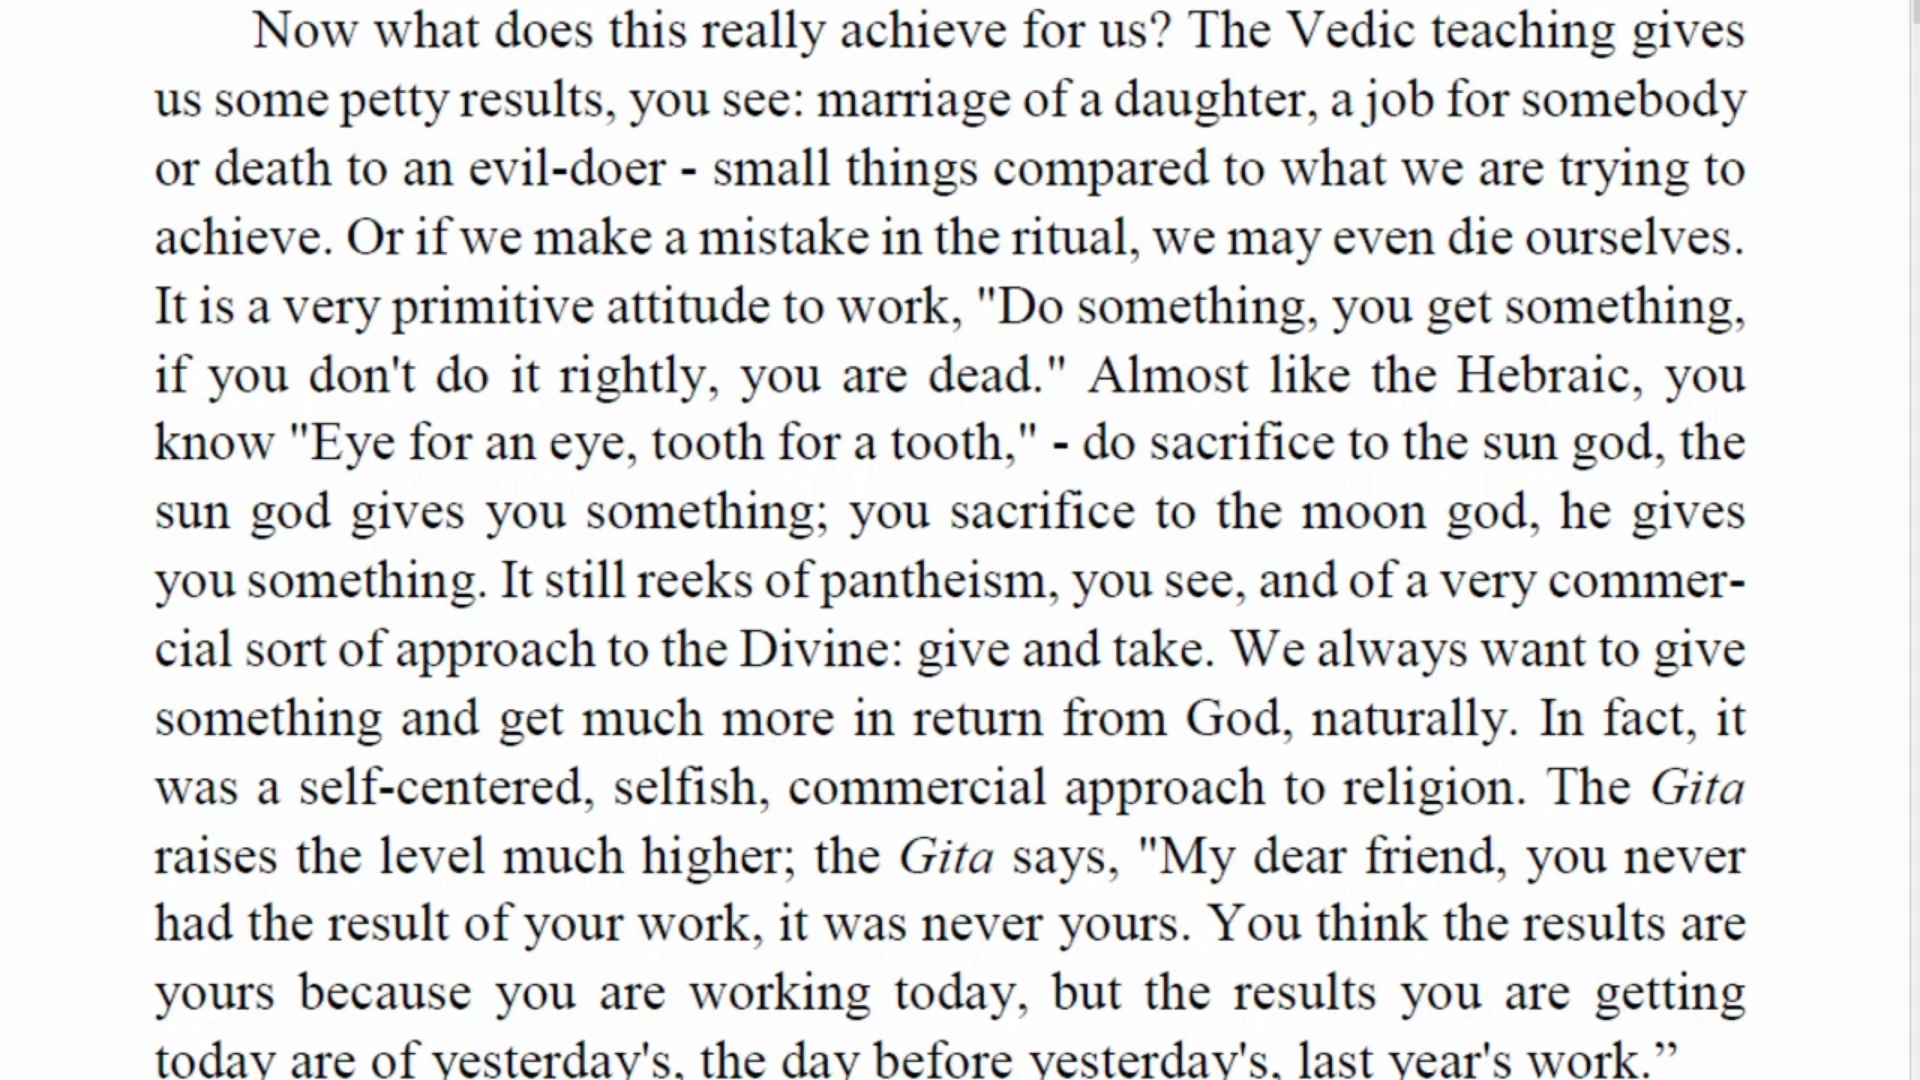 Now what does this really achieve for us? The Vedic teaching gives
us some petty results, you see: marriage of a daughter, a job for somebody
or death to an evil-doer - small things compared to what we are trying to
achieve. Or if we make a mistake in the ritual, we may even die ourselves.
It is a very primitive attitude to work, "Do something, you get something,
if you don't do it rightly, you are dead." Almost like the Hebraic, you
know "Eye for an eye, tooth for a tooth," - do sacrifice to the sun god, the
sun god gives you something; you sacrifice to the moon god, he gives
you something. It still reeks of pantheism, you see, and of a very commer-
cial sort of approach to the Divine: give and take. We always want to give
something and get much more in return from God, naturally. In fact, it
was a self-centered, selfish, commercial approach to religion. The Gita
raises the level much higher; the Gita says, "My dear friend, you never
had the result of your work, it was never yours. You think the results are
yours because you are working today, but the results you are getting
today are of yesterday's, the day before yesterday's, last year's work.”